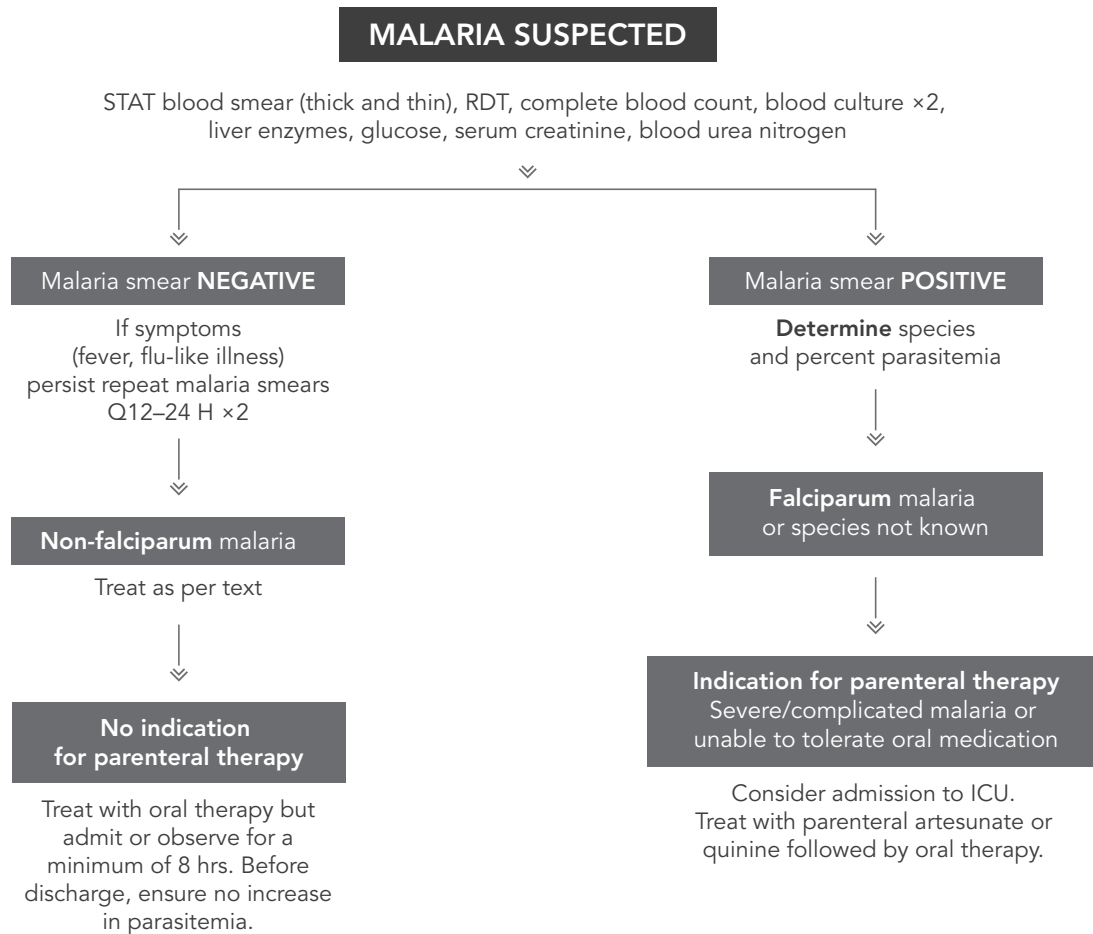 MALARIA SUSPECTED
STAT blood smear (thick and thin), RDT, complete blood count, blood culture ×2,
liver enzymes, glucose, serum creatinine, blood urea nitrogen
Malaria smear NEGATIVE
If symptoms
(fever, flu-like illness)
persist repeat malaria smears
Q12–24 H ×2
Non-falciparum malaria
Treat as per text
No indication
for parenteral therapy
Treat with oral therapy but
admit or observe for a
minimum of 8 hrs. Before
discharge, ensure no increase
in parasitemia.
Malaria smear POSITIVE
Determine species
and percent parasitemia
Falciparum malaria
or species not known
Indication for parenteral therapy
Severe/complicated malaria or
unable to tolerate oral medication
Consider admission to ICU.
Treat with parenteral artesunate or
quinine followed by oral therapy.